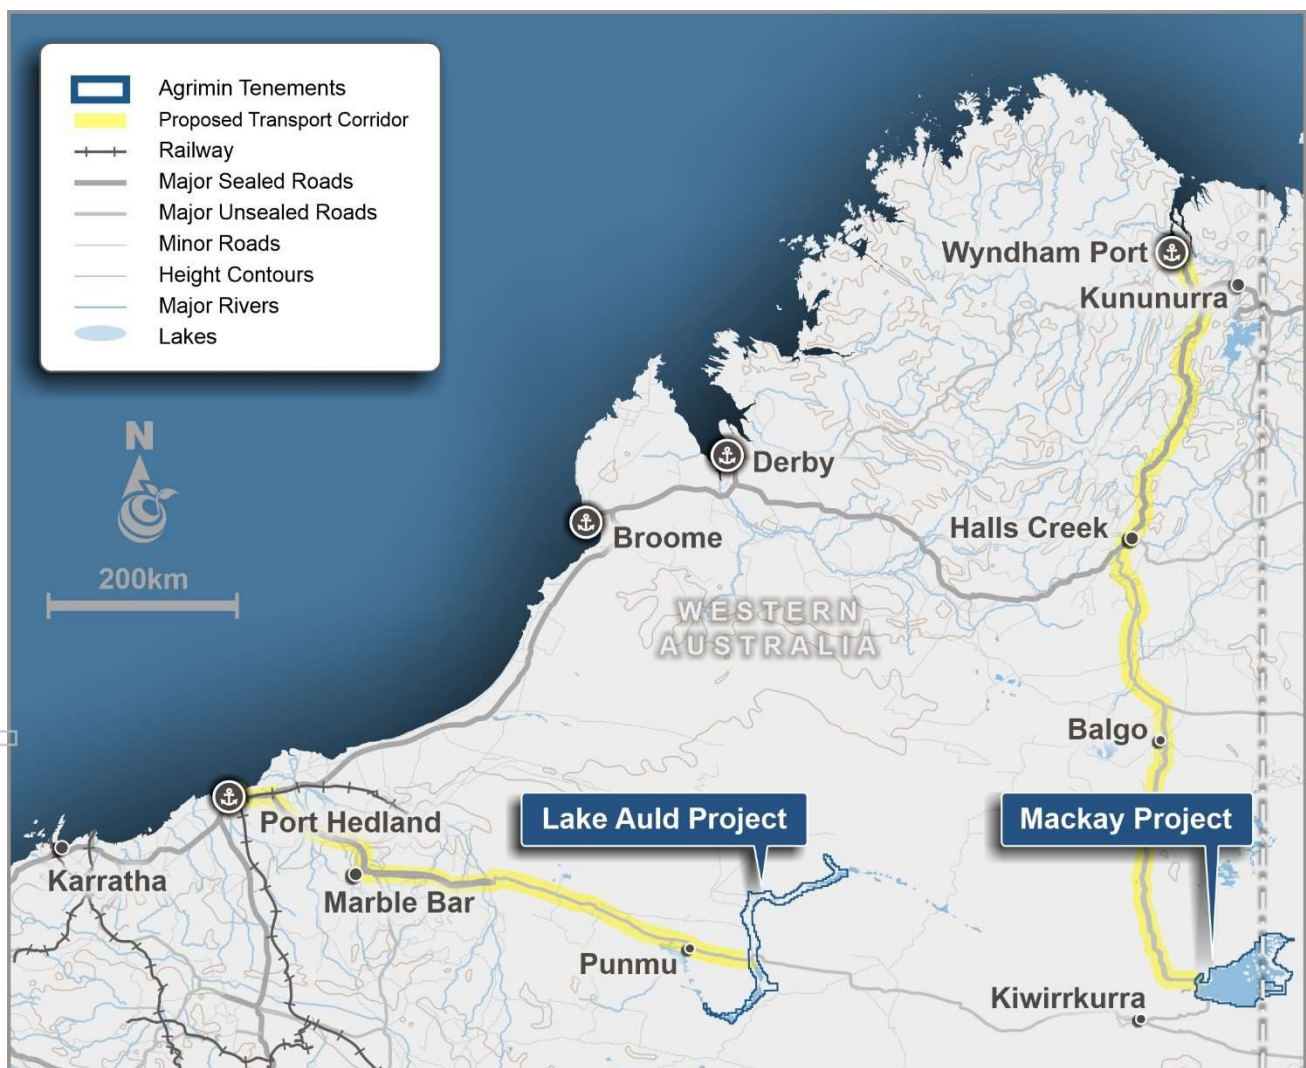 Agrimin Tenements
Proposed Transport Corridor
Railway
Major Sealed Roads
Major Unsealed Roads
Minor Roads
Height Contours
Major Rivers
Lakes
N
200km
Wyndham Port
Kununurra
Derby
Broome
Halls Creek
WESTERN
AUSTRALIA
Balgo
Port Hedland
Lake Auld Project
Mackay Project
Karratha
Marble Bar
Punmu
Kiwirrkurra